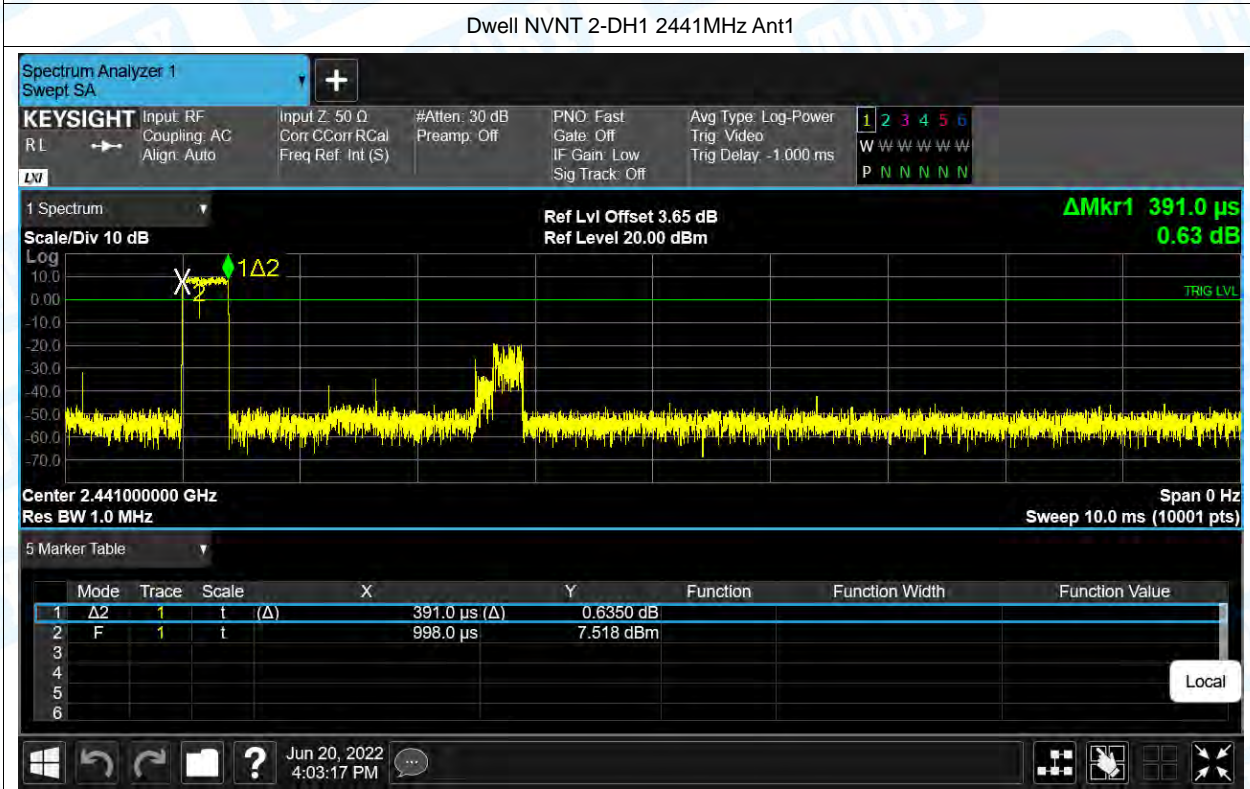 Dwell NVNT 2-DH1 2441MHz Ant1
Spectrum Analyzer 1
Swept SA
+
KEYSIGHT Input: RF Input Z: 50 Ω #Atten: 30 dB PNO: Fast Avg Type: Log-Power 1 2 3 4 5 6
RL Coupling: AC Corr CCorr RCal Preamp: Off Gate: Off Trig: Video W W W W W W
Align: Auto Freq Ref: Int (S) IF Gain: Low Trig Delay: -1.000 ms P N N N N N
LXI Sig Track: Off
1 Spectrum Ref Lvl Offset 3.65 dB ΔMkr1 391.0 µs
Scale/Div 10 dB Ref Level 20.00 dBm 0.63 dB
Log
1Δ2
10.0
2
0.00 TRIG LVL
-10.0
-20.0
-30.0
-40.0
-50.0
-60.0
-70.0
Center 2.441000000 GHz Span 0 Hz
Res BW 1.0 MHz Sweep 10.0 ms (10001 pts)
5 Marker Table
Mode Trace Scale X Y Function Function Width Function Value
1 Δ2 1 t (Δ) 391.0 µs (Δ) 0.6350 dB
2 F 1 t 998.0 µs 7.518 dBm
3
4
5
6
Local
? Jun 20, 2022
4:03:17 PM